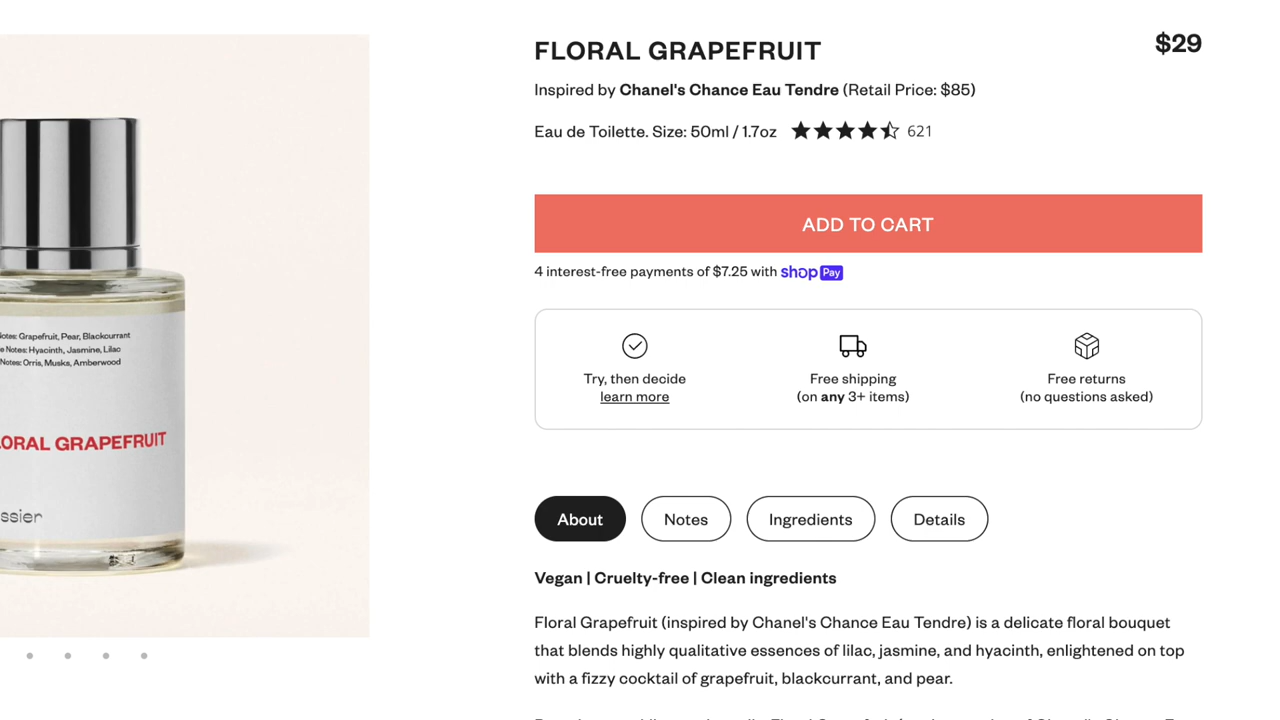 FLORAL GRAPEFRUIT
$29
Inspired by Chanel's Chance Eau Tendre (Retail Price: $85)
Eau de Toilette. Size: 50ml / 1.7oz 621
ADD TO CART
4 interest-free payments of $7.25 with shop Pay
Try, then decide
learn more
Free shipping
(on any 3+ items)
Free returns
(no questions asked)
About
Notes
Ingredients
Details
Vegan | Cruelty-free | Clean ingredients
Floral Grapefruit (inspired by Chanel's Chance Eau Tendre) is a delicate floral bouquet
that blends highly qualitative essences of lilac, jasmine, and hyacinth, enlightened on top
with a fizzy cocktail of grapefruit, blackcurrant, and pear.
Notes: Grapefruit, Pear, Blackcurrant
Notes: Hyacinth, Jasmine, Lilac
Notes: Orris, Musks, Amberwood
LORAL GRAPEFRUIT
ssier